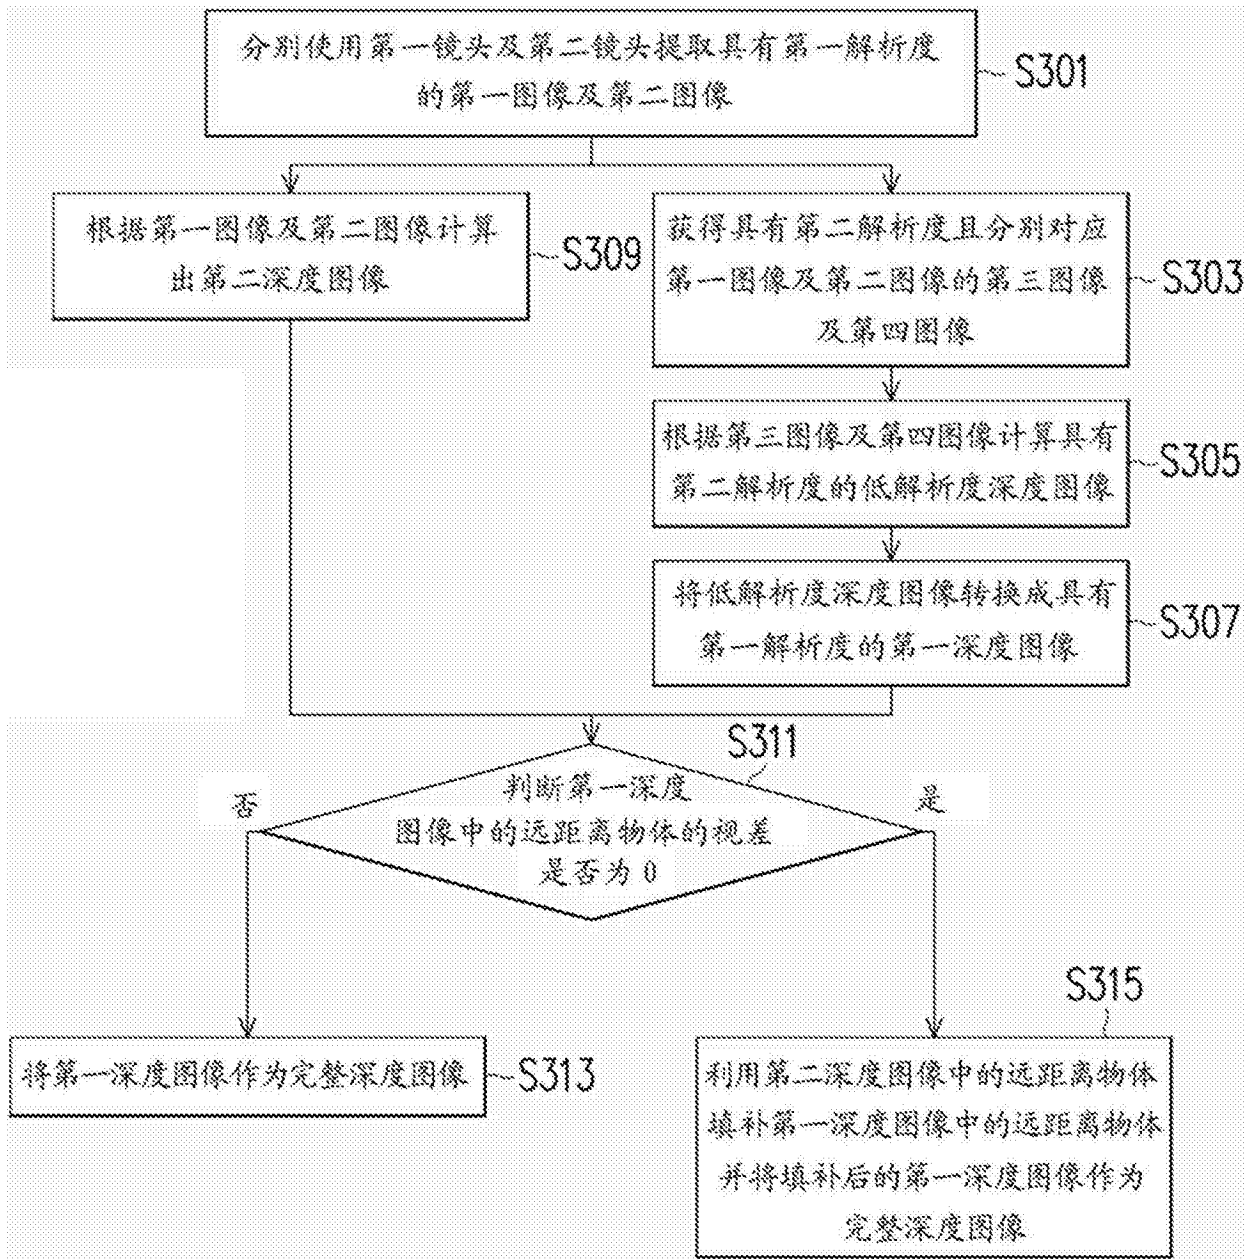 分别使用第一镜头及第二镜头提取具有第一解析度
的第一图像及第二图像
S301
根据第一图像及第二图像计算
出第二深度图像
S309
获得具有第二解析度且分别对应
第一图像及第二图像的第三图像
及第四图像
S303
根据第三图像及第四图像计算具有
第二解析度的低解析度深度图像
S305
将低解析度深度图像转换成具有
第一解析度的第一深度图像
S307
S311
判断第一深度
图像中的远距离物体的视差
是否为0
否
是
将第一深度图像作为完整深度图像
S313
S315
利用第二深度图像中的远距离物体
填补第一深度图像中的远距离物体
并将填补后的第一深度图像作为
完整深度图像